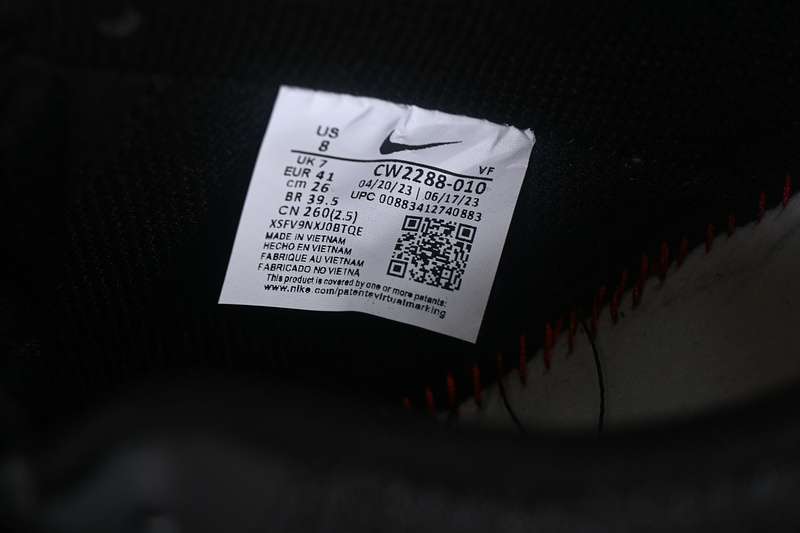 US
8
UK 7
EUR 41
cm 26
BR 39.5
CN 260(2.5)
XSFV9NXJ0BTQE
VF
CW2288-010
04/20/23 | 06/17/23
UPC 00883412740883
MADE IN VIETNAM
HECHO EN VIETNAM
FABRIQUE AU VIETNAM
FABRICADO NO VIETNA
This product is covered by one or more patents:
www.nike.com/patentsvirtualmarking